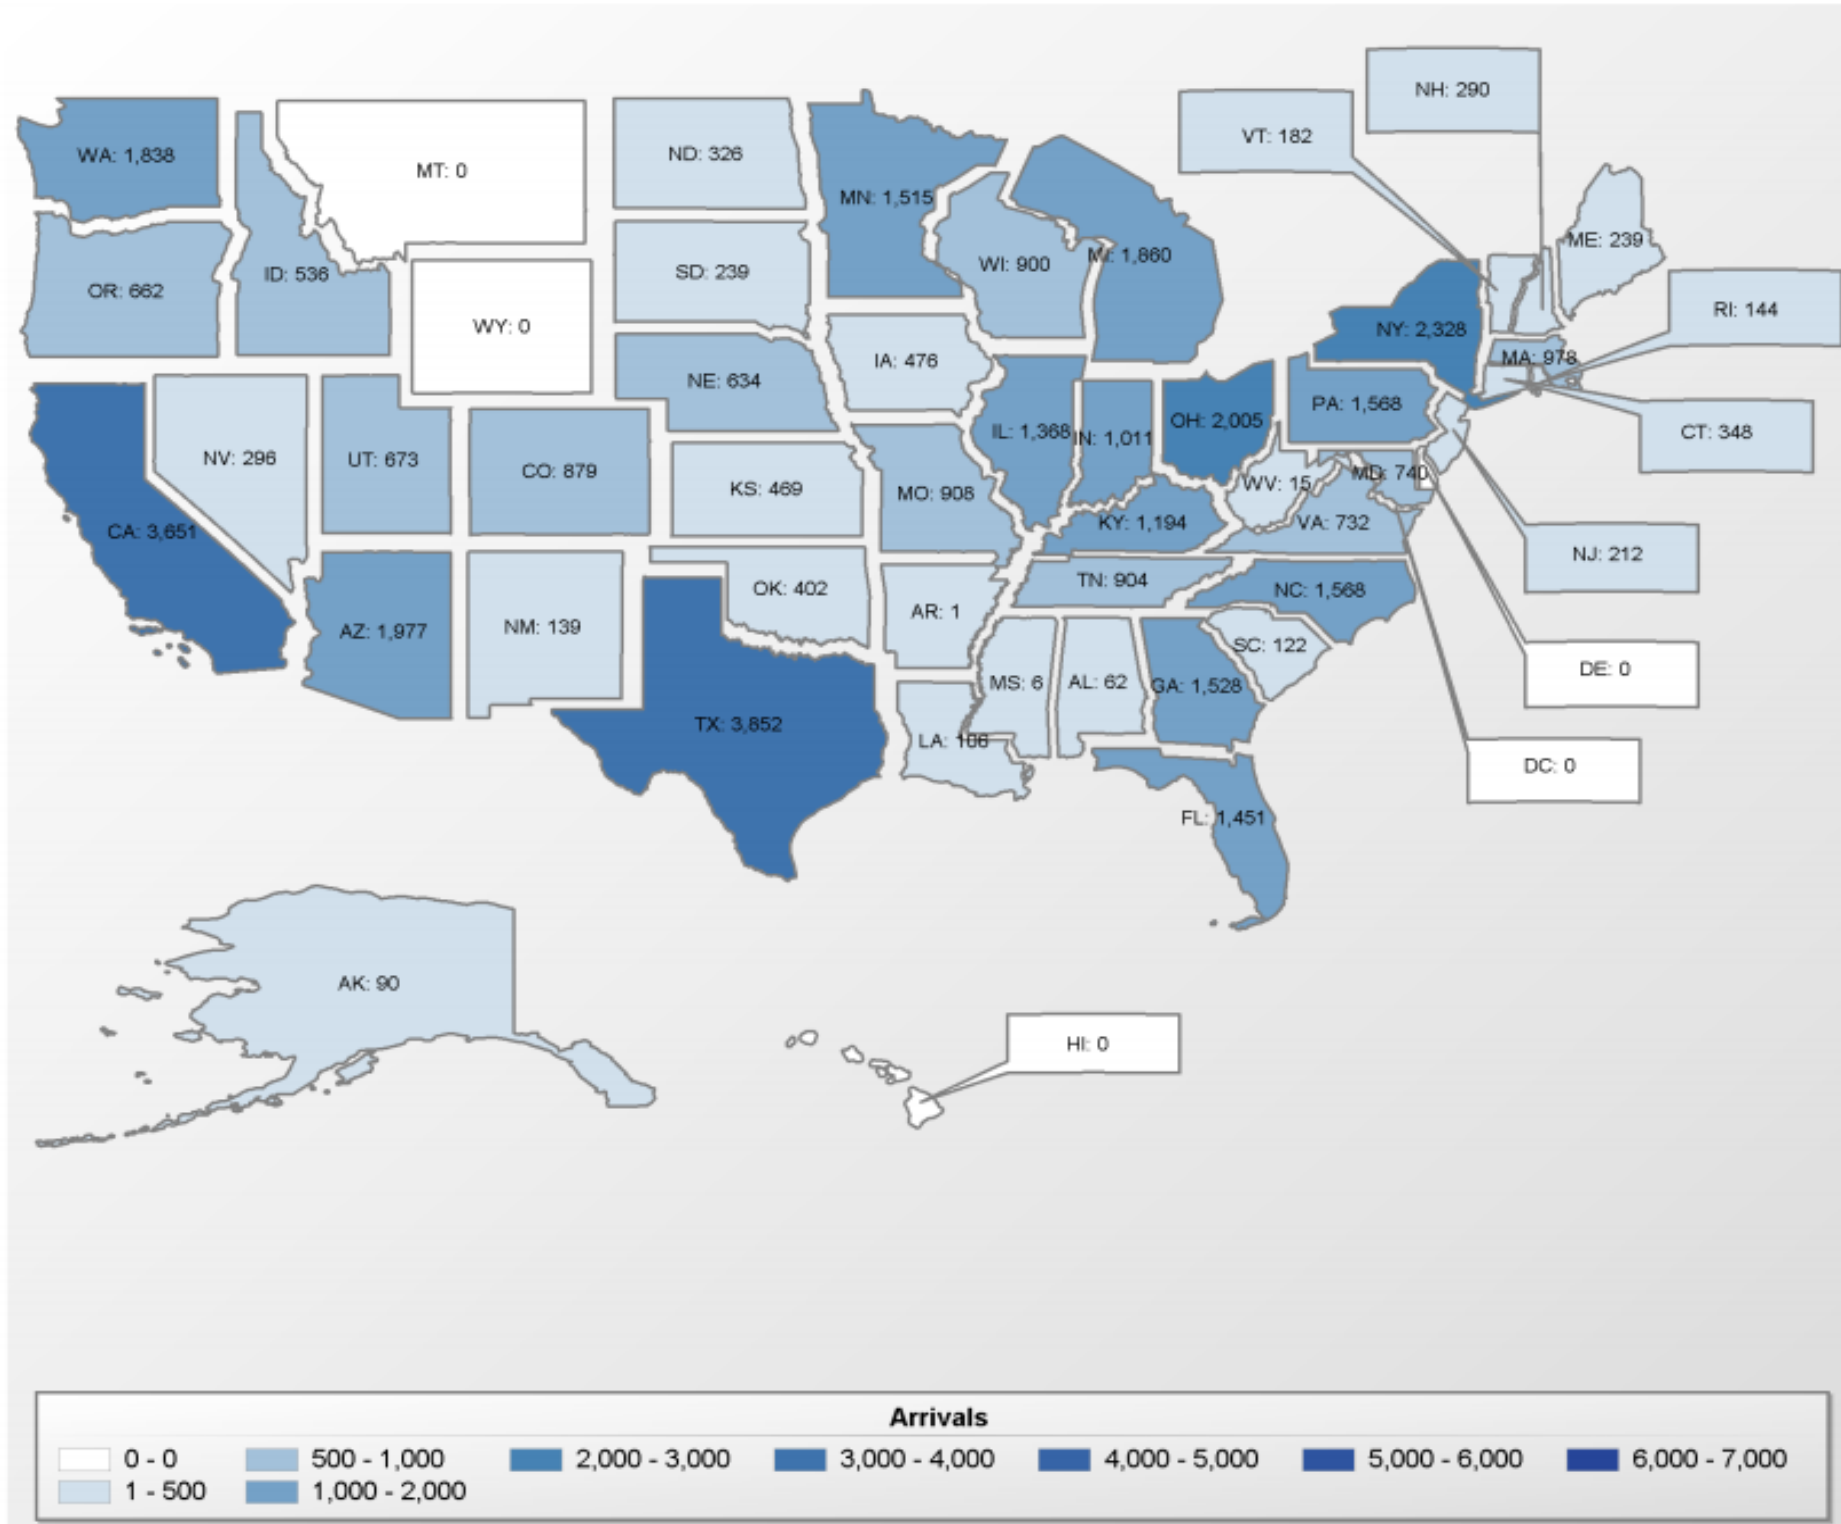 NH: 290
VT: 182
WA: 1,838
ND: 326
MT: 0
MN: 1,515
ME: 239
MI: 1,860
WI: 900
ID: 536
SD: 239
OR: 662
RI: 144
WY: 0
NY: 2,328
IA: 476
MA: 978
NE: 634
PA: 1,568
OH: 2,005
IL: 1,368
IN: 1,011
CT: 348
NV: 296
UT: 673
CO: 879
MD: 740
WV: 15
KS: 469
MO: 908
KY: 1,194
VA: 732
CA: 3,651
NJ: 212
TN: 904
OK: 402
NC: 1,568
AR: 1
NM: 139
AZ: 1,977
SC: 122
DE: 0
MS: 6
AL: 62
GA: 1,528
TX: 3,852
LA: 106
DC: 0
FL: 1,451
AK: 90
HI: 0
Arrivals
0 - 0
500 - 1,000
2,000 - 3,000
3,000 - 4,000
4,000 - 5,000
5,000 - 6,000
6,000 - 7,000
1 - 500
1,000 - 2,000